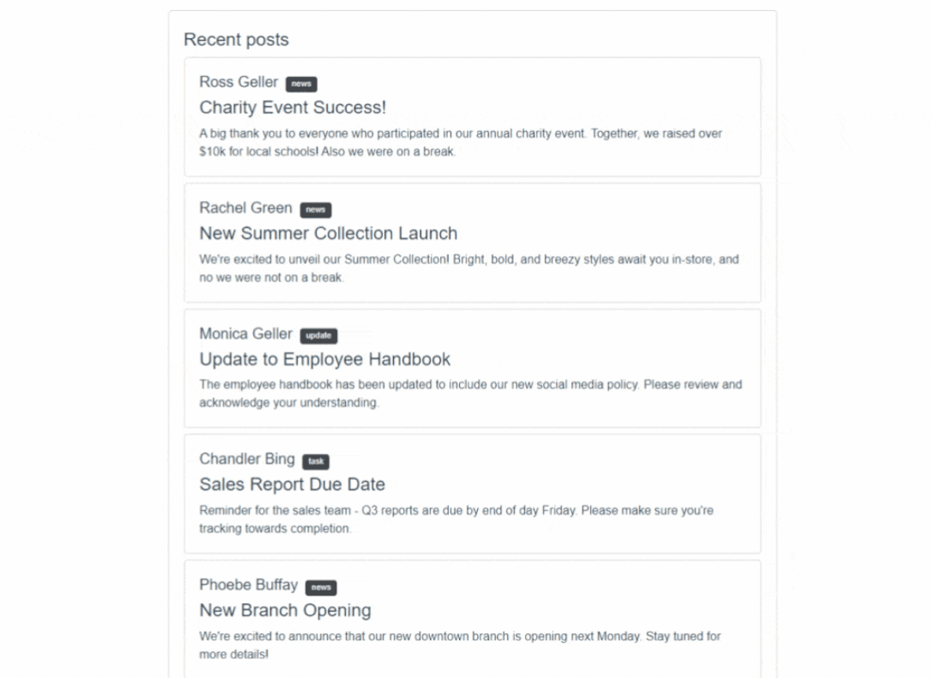 Recent posts
Ross Geller news
Charity Event Success!
A big thank you to everyone who participated in our annual charity event. Together, we raised over
$10k for local schools! Also we were on a break.
Rachel Green news
New Summer Collection Launch
We're excited to unveil our Summer Collection! Bright, bold, and breezy styles await you in-store, and
no we were not on a break.
Monica Geller update
Update to Employee Handbook
The employee handbook has been updated to include our new social media policy. Please review and
acknowledge your understanding.
Chandler Bing task
Sales Report Due Date
Reminder for the sales team - Q3 reports are due by end of day Friday. Please make sure you're
tracking towards completion.
Phoebe Buffay news
New Branch Opening
We're excited to announce that our new downtown branch is opening next Monday. Stay tuned for
more details!